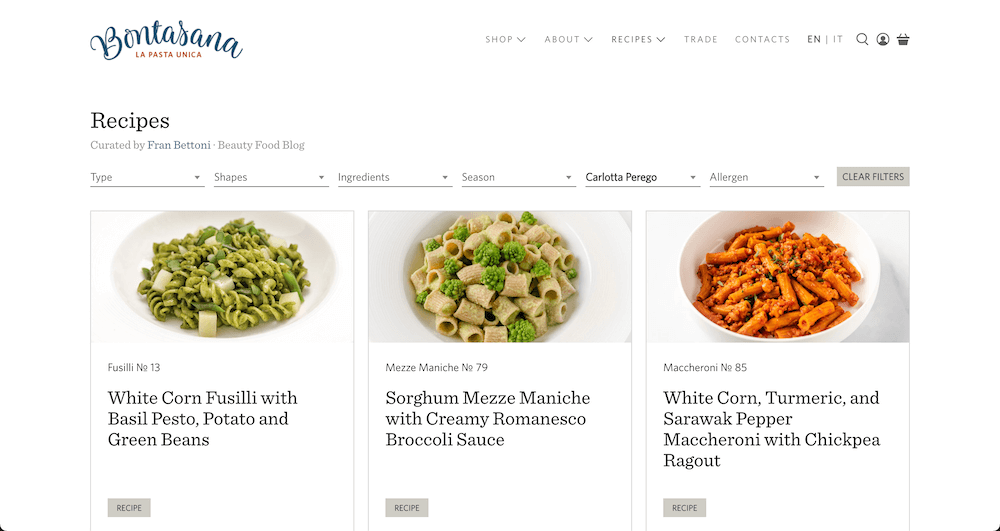 Bontasana
LA PASTA UNICA
SHOP ABOUT RECIPES TRADE CONTACTS EN | IT
Recipes
Curated by Fran Bettoni · Beauty Food Blog
Type Shapes Ingredients Season Carlotta Perego Allergen CLEAR FILTERS
Fusilli № 13
White Corn Fusilli with
Basil Pesto, Potato and
Green Beans
RECIPE
Mezze Maniche № 79
Sorghum Mezze Maniche
with Creamy Romanesco
Broccoli Sauce
RECIPE
Maccheroni № 85
White Corn, Turmeric, and
Sarawak Pepper
Maccheroni with Chickpea
Ragout
RECIPE